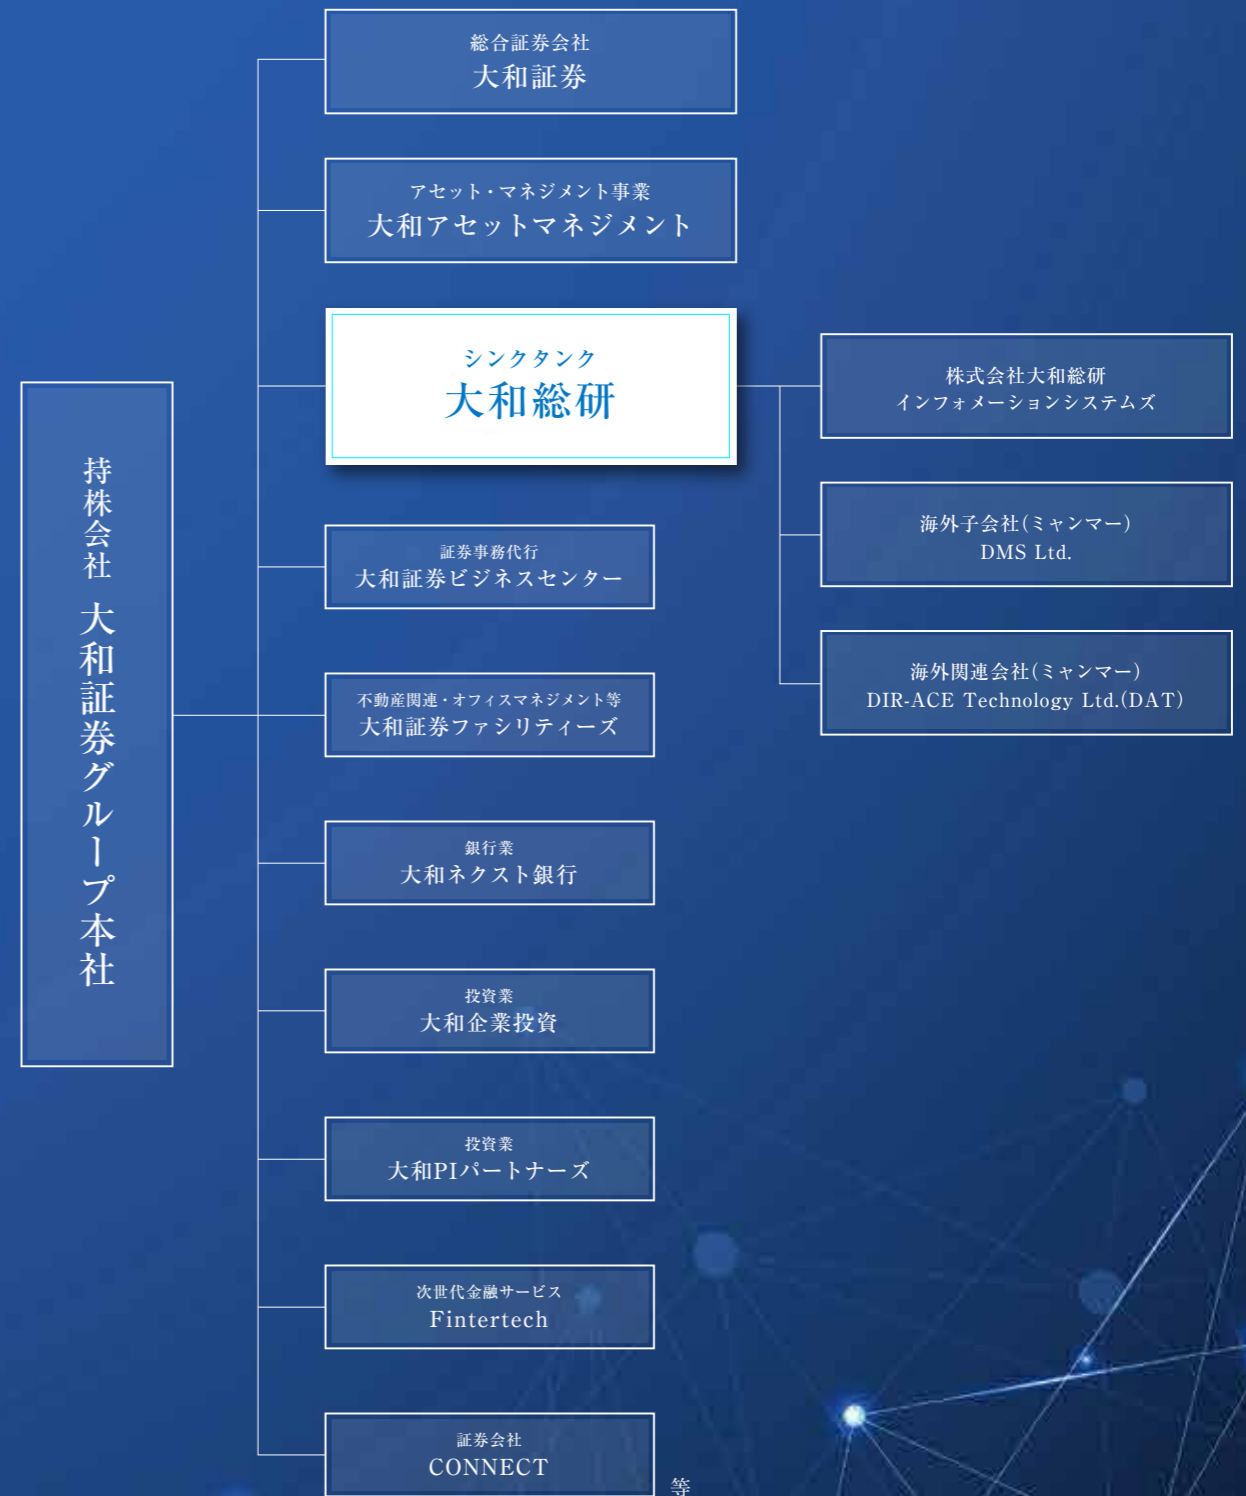 持株会社 大和証券グループ本社
総合証券会社
大和証券
アセット・マネジメント事業
大和アセットマネジメント
シンクタンク
大和総研
株式会社大和総研
インフォメーションシステムズ
海外子会社(ミャンマー)
DMS Ltd.
海外関連会社(ミャンマー)
DIR-ACE Technology Ltd.(DAT)
証券事務代行
大和証券ビジネスセンター
不動産関連・オフィスマネジメント等
大和証券ファシリティーズ
銀行業
大和ネクスト銀行
投資業
大和企業投資
投資業
大和PIパートナーズ
次世代金融サービス
Fintertech
証券会社
CONNECT
等